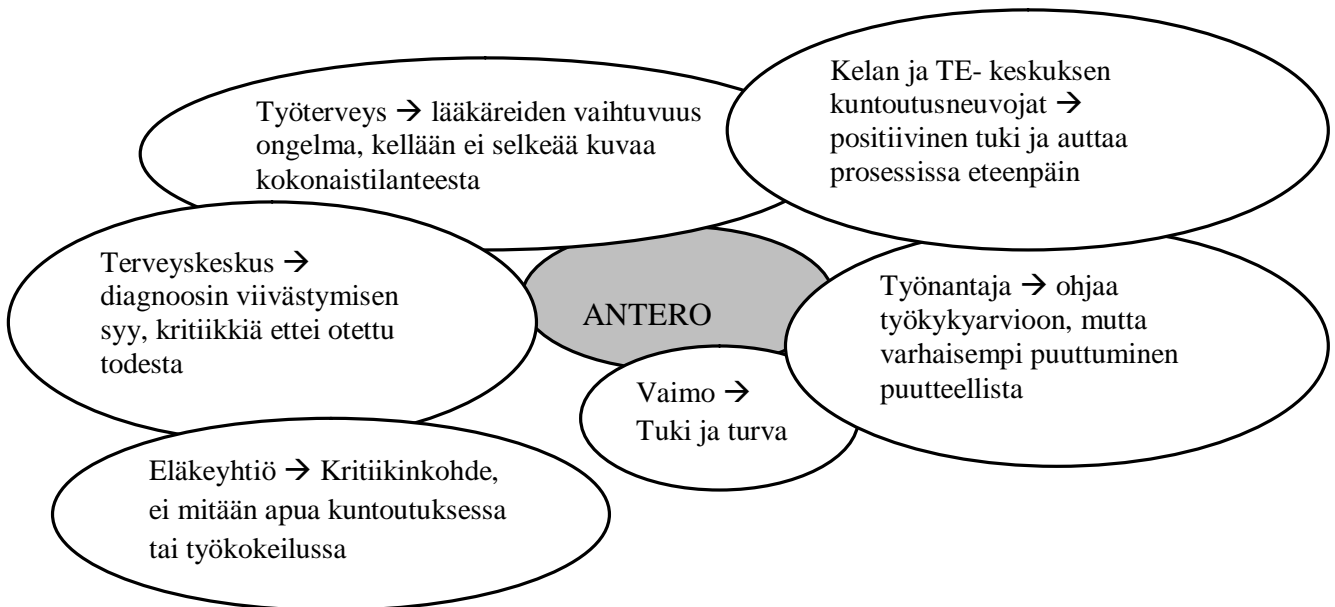 Työterveys → lääkäreiden vaihtuvuus
ongelma, kellään ei selkeää kuvaa
kokonaistilanteesta
Kelan ja TE- keskuksen
kuntoutusneuvojat →
positiivinen tuki ja auttaa
prosessissa eteenpäin
Terveyskeskus →
diagnoosin viivästymisen
syy, kritiikkiä ettei otettu
todesta
ANTERO
Työnantaja → ohjaa
työkykyarvioon, mutta
varhaisempi puuttuminen
puutteellista
Vaimo →
Tuki ja turva
Eläkeyhtiö → Kritiikinkohde,
ei mitään apua kuntoutuksessa
tai työkokeilussa